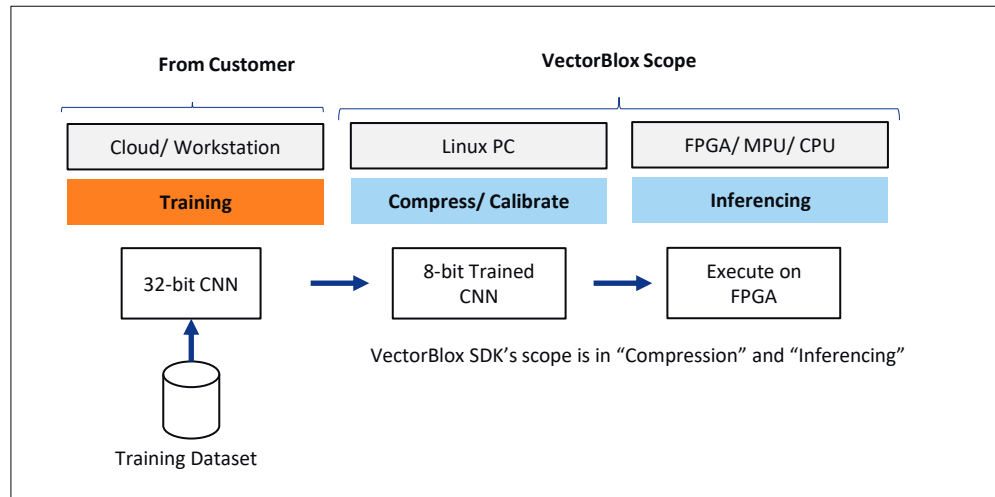 From Customer
VectorBlox Scope
Cloud/ Workstation
Linux PC
FPGA/ MPU/ CPU
Training
Compress/ Calibrate
Inferencing
32-bit CNN
8-bit Trained
CNN
Execute on
FPGA
VectorBlox SDK’s scope is in “Compression” and “Inferencing”
Training Dataset